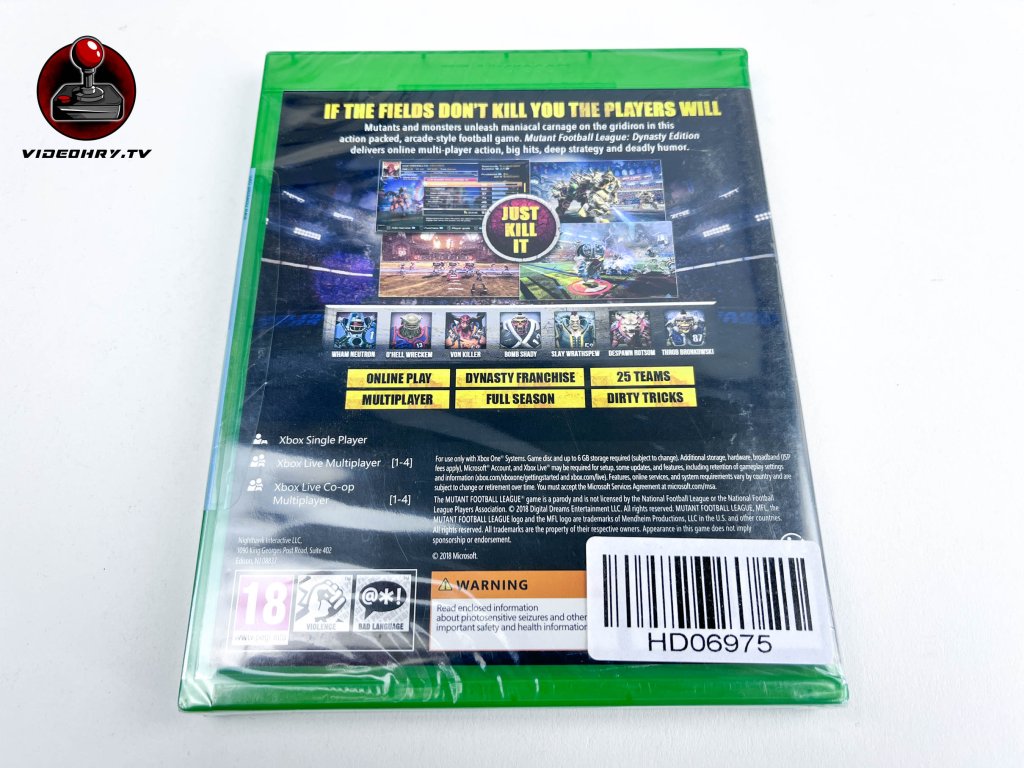 VIDEOHRY.TV
IF THE FIELDS DON'T KILL YOU THE PLAYERS WILL
Mutants and monsters unleash maniacal carnage on the gridiron in this
action packed, arcade-style football game. Mutant Football League: Dynasty Edition
delivers online multi-player action, big hits, deep strategy and deadly humor.
JUST
KILL
IT
WHAM NEUTRON O'HELL WRECKEM VON KILLER BOMB SHADY SLAY WRATHSPEW DESPAWN ROTSOM THROB BRONKOWSKI
ONLINE PLAY DYNASTY FRANCHISE 25 TEAMS
MULTIPLAYER FULL SEASON DIRTY TRICKS
Xbox Single Player
Xbox Live Multiplayer [1-4]
Xbox Live Co-op
Multiplayer [1-4]
For use only with Xbox One® Systems. Game disc and up to 6 GB storage required (subject to change). Additional storage, hardware, broadband (ISP
fees apply), Microsoft® Account, and Xbox Live® may be required for setup, some updates, and features, including retention of gameplay settings
and information (xbox.com/xboxone/gettingstarted and xbox.com/live). Features, online services, and system requirements vary by country and are
subject to change or retirement over time. You must accept the Microsoft Services Agreement at microsoft.com/msa.
The MUTANT FOOTBALL LEAGUE® game is a parody and is not licensed by the National Football League or the National Football
League Players Association. © 2018 Digital Dreams Entertainment LLC. All rights reserved. MUTANT FOOTBALL LEAGUE, MFL, the
MUTANT FOOTBALL LEAGUE logo and the MFL logo are trademarks of Mendheim Productions, LLC in the U.S. and other countries.
All rights reserved. All trademarks are the property of their respective owners. Appearance in this game does not imply
sponsorship or endorsement.
© 2018 Microsoft.
Nighthawk Interactive LLC,
1090 King Georges Post Road, Suite 402
Edison, NJ 08837
18
www.pegi.info
VIOLENCE
@*!
BAD LANGUAGE
WARNING
Read enclosed information
about photosensitive seizures and other
important safety and health information
HD06975